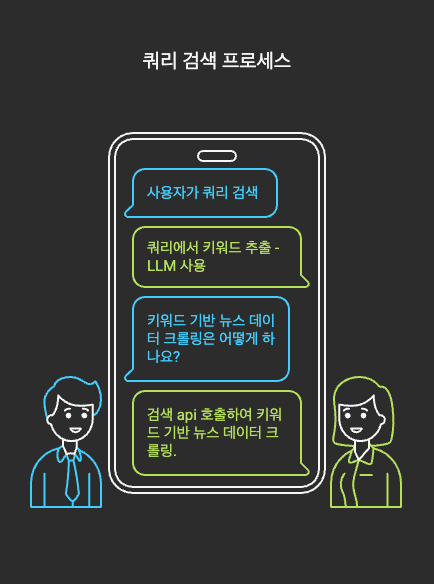 쿼리 검색 프로세스
사용자가 쿼리 검색
쿼리에서 키워드 추출 -
LLM 사용
키워드 기반 뉴스 데이
터 크롤링은 어떻게 하
나요?
검색 api 호출하여 키워
드 기반 뉴스 데이터 크
롤링.